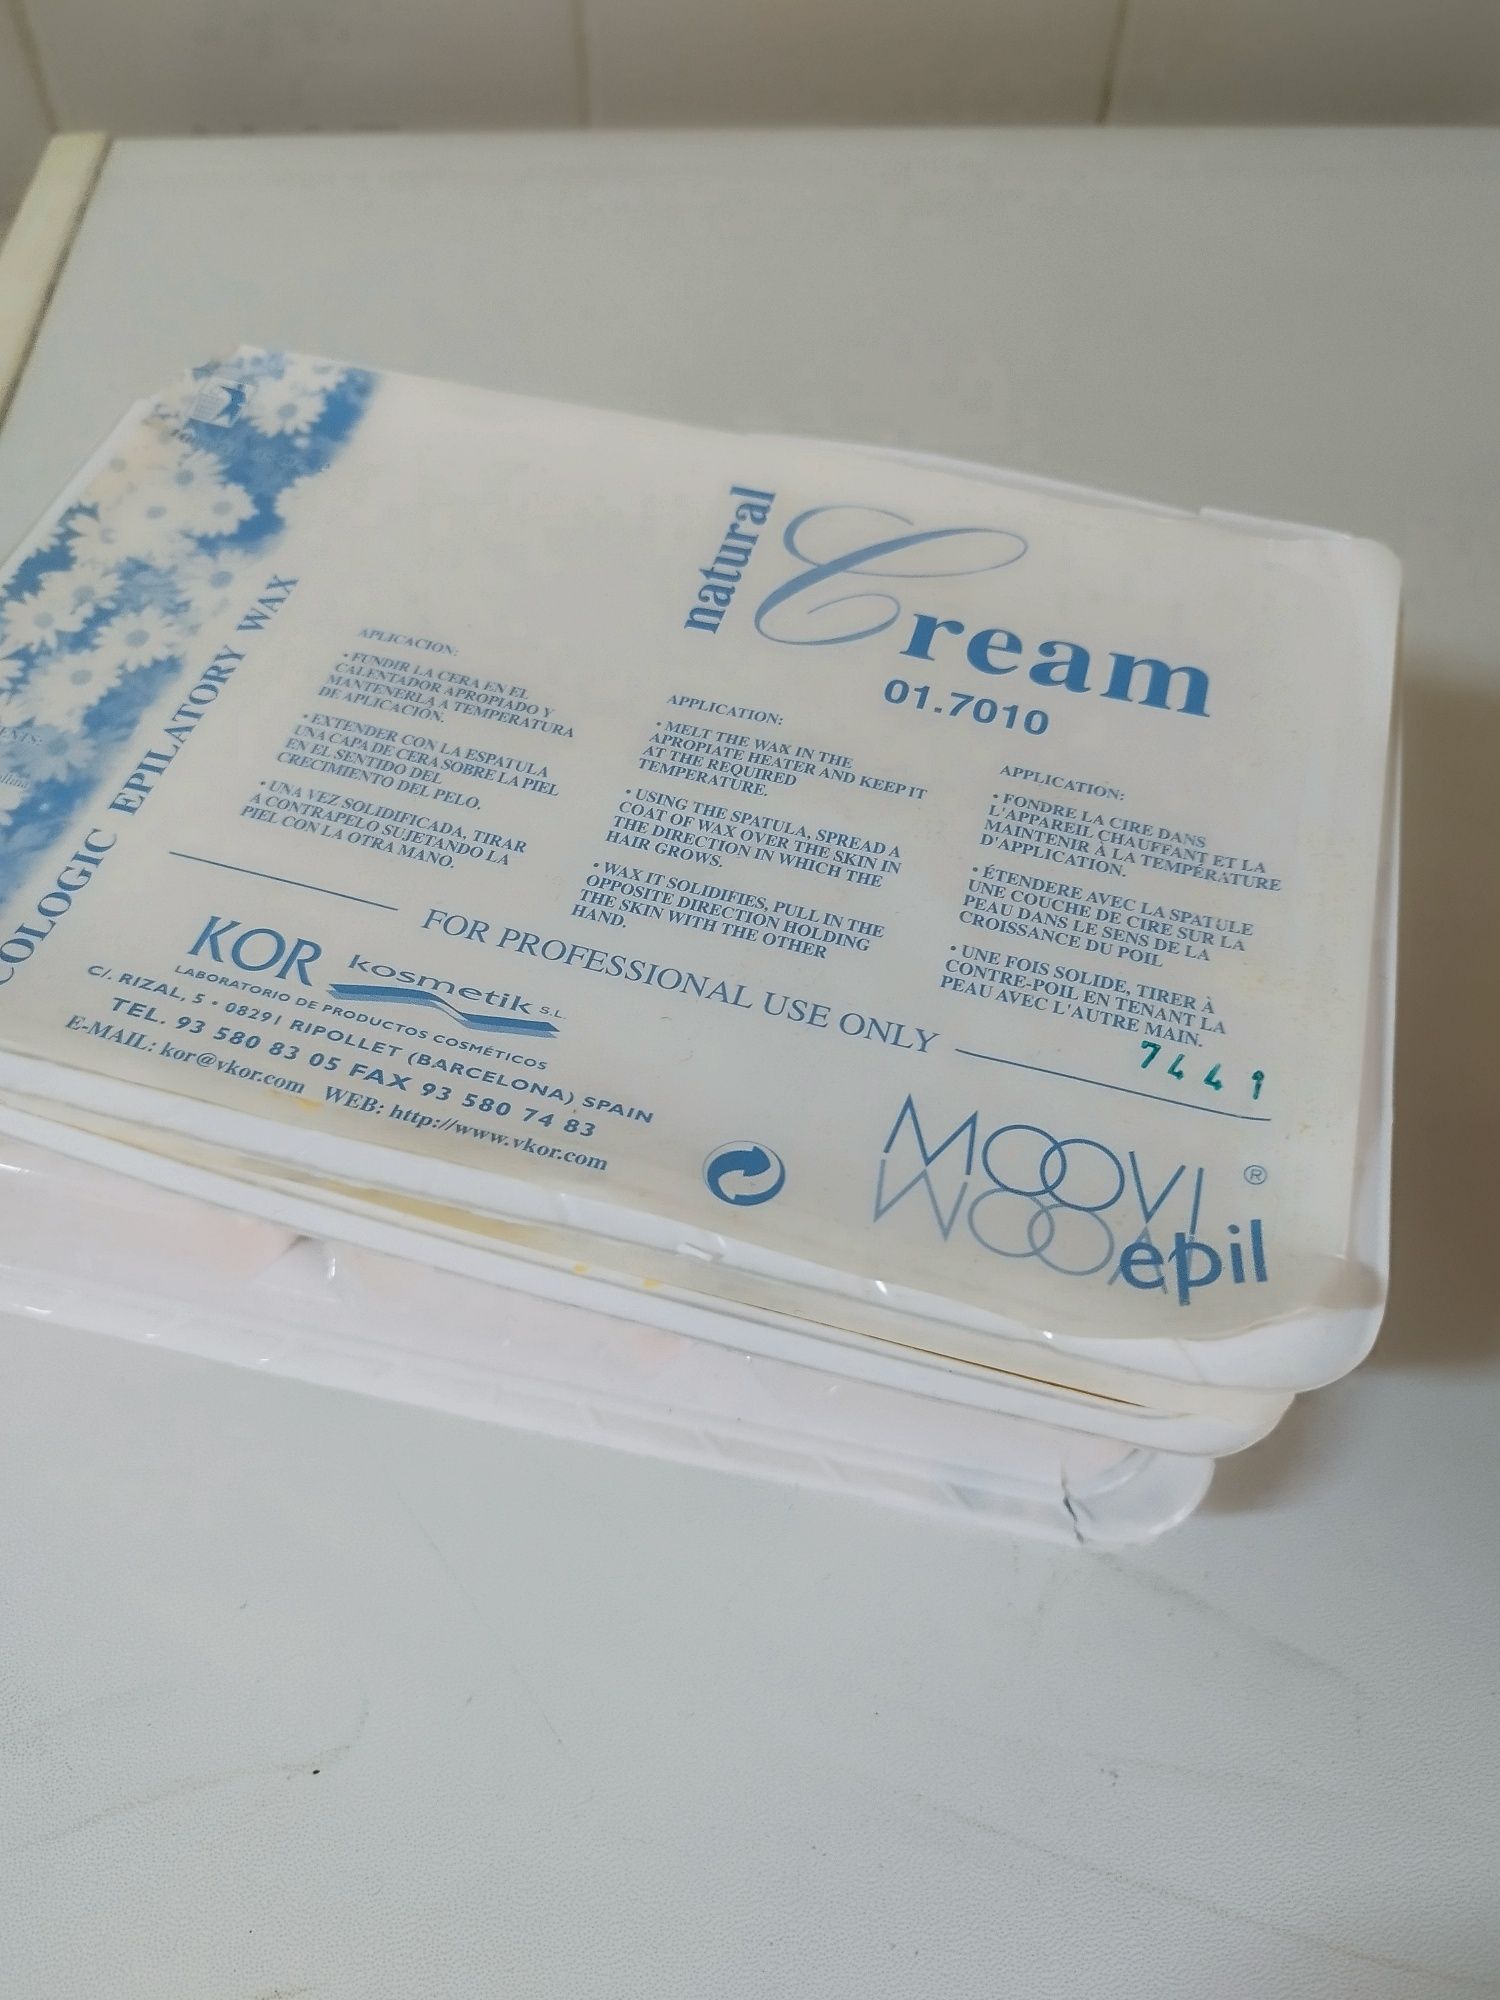 natural
Cream
01.7010
COLOGIC EPILATORY WAX
APLICACION:
• FUNDIR LA CERA EN EL
CALENTADOR APROPIADO Y
MANTENERLA A TEMPERATURA
DE APLICACIÓN.
• EXTENDER CON LA ESPATULA
UNA CAPA DE CERA SOBRE LA PIEL
EN EL SENTIDO DEL
CRECIMIENTO DEL PELO.
• UNA VEZ SOLIDIFICADA, TIRAR
A CONTRAPELO SUJETANDO LA
PIEL CON LA OTRA MANO.
APPLICATION:
• MELT THE WAX IN THE
APROPIATE HEATER AND KEEP IT
AT THE REQUIRED
TEMPERATURE.
• USING THE SPATULA, SPREAD A
COAT OF WAX OVER THE SKIN IN
THE DIRECTION IN WHICH THE
HAIR GROWS.
• WAX IT SOLIDIFIES, PULL IN THE
OPPOSITE DIRECTION HOLDING
THE SKIN WITH THE OTHER
HAND.
APPLICATION:
• FONDRE LA CIRE DANS
L'APPAREIL CHAUFFANT ET LA
MAINTENIR À LA TEMPÉRATURE
D'APPLICATION.
• ÉTENDERE AVEC LA SPATULE
UNE COUCHE DE CIRE SUR LA
PEAU DANS LE SENS DE LA
CROISSANCE DU POIL
• UNE FOIS SOLIDE, TIRER À
CONTRE-POIL EN TENANT LA
PEAU AVEC L'AUTRE MAIN.
7449
FOR PROFESSIONAL USE ONLY
KOR kosmetik S.L.
LABORATORIO DE PRODUCTOS COSMÉTICOS
C/. RIZAL, 5 • 08291 RIPOLLET (BARCELONA) SPAIN
TEL. 93 580 83 05 FAX 93 580 74 83
E-MAIL: kor@vkor.com WEB: http://www.vkor.com
MOOVI ®
epil